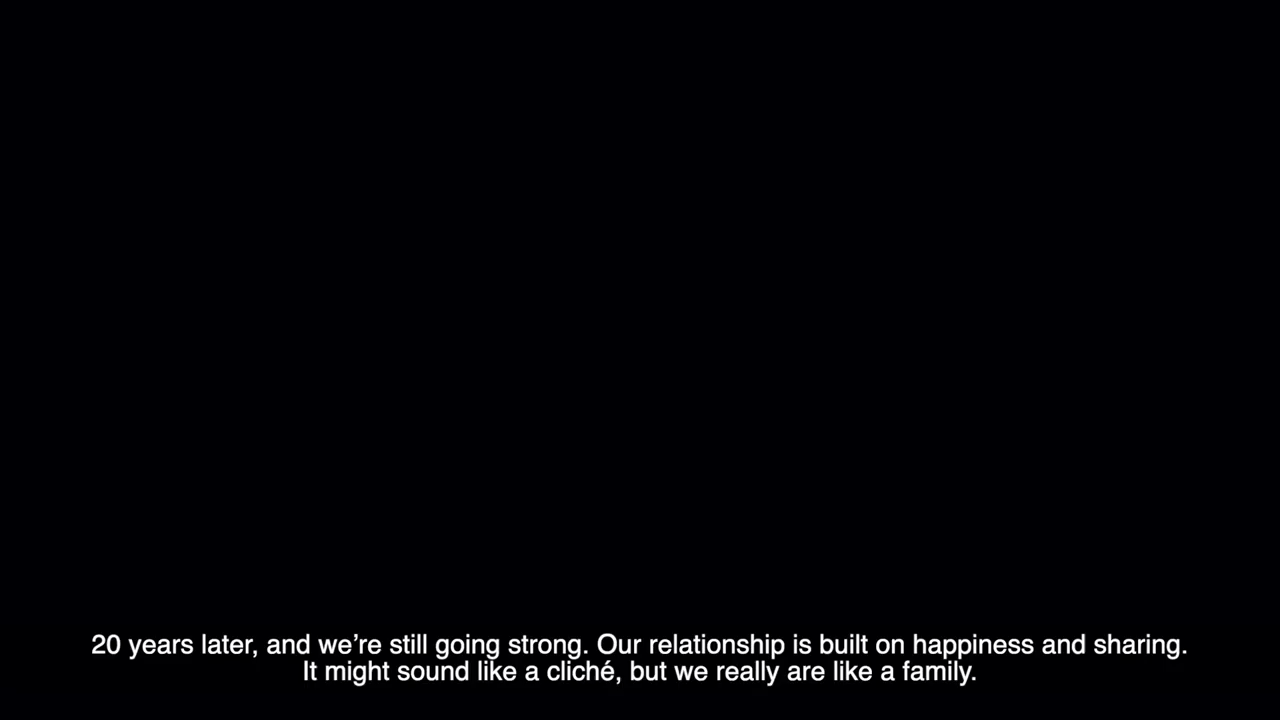 20 years later, and we’re still going strong. Our relationship is built on happiness and sharing.
It might sound like a cliché, but we really are like a family.